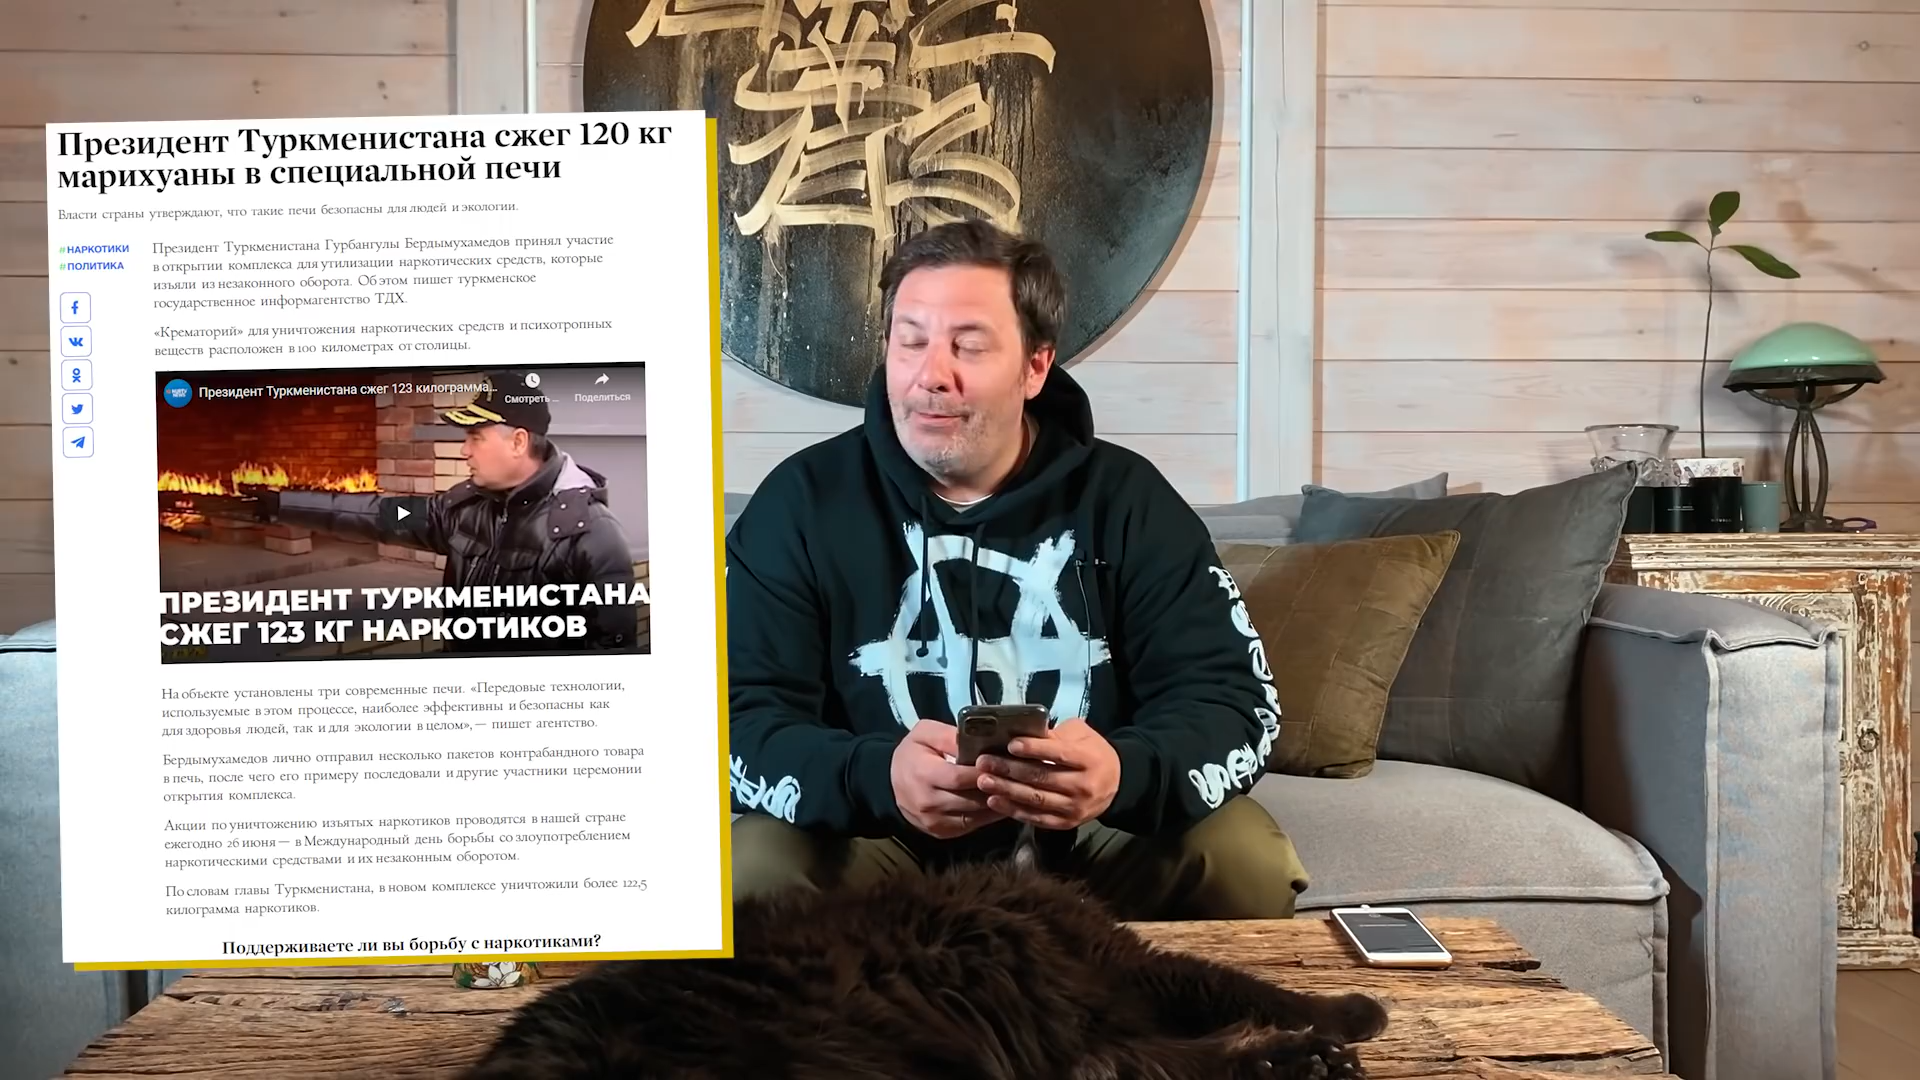 Президент Туркменистана сжег 120 кг
марихуаны в специальной печи
Власти страны утверждают, что такие печи безопасны для людей и экологии.
#НАРКОТИКИ
#ПОЛИТИКА
Президент Туркменистана Гурбангулы Бердымухамедов принял участие
в открытии комплекса для утилизации наркотических средств, которые
изъяли из незаконного оборота. Об этом пишет туркменское
государственное информагентство ТДХ.
«Крематорий» для уничтожения наркотических средств и психотропных
веществ расположен в 100 километрах от столицы.
Президент Туркменистана сжег 123 килограмма...
Смотреть ...
Поделиться
ПРЕЗИДЕНТ ТУРКМЕНИСТАНА
СЖЕГ 123 КГ НАРКОТИКОВ
На объекте установлены три современные печи. «Передовые технологии,
используемые в этом процессе, наиболее эффективны и безопасны как
для здоровья людей, так и для экологии в целом», — пишет агентство.
Бердымухамедов лично отправил несколько пакетов контрабандного товара
в печь, после чего его примеру последовали и другие участники церемонии
открытия комплекса.
Акции по уничтожению изъятых наркотиков проводятся в нашей стране
ежегодно 26 июня — в Международный день борьбы со злоупотреблением
наркотическими средствами и их незаконным оборотом.
По словам главы Туркменистана, в новом комплексе уничтожили более 122,5
килограмма наркотиков.
Поддерживаете ли вы борьбу с наркотиками?